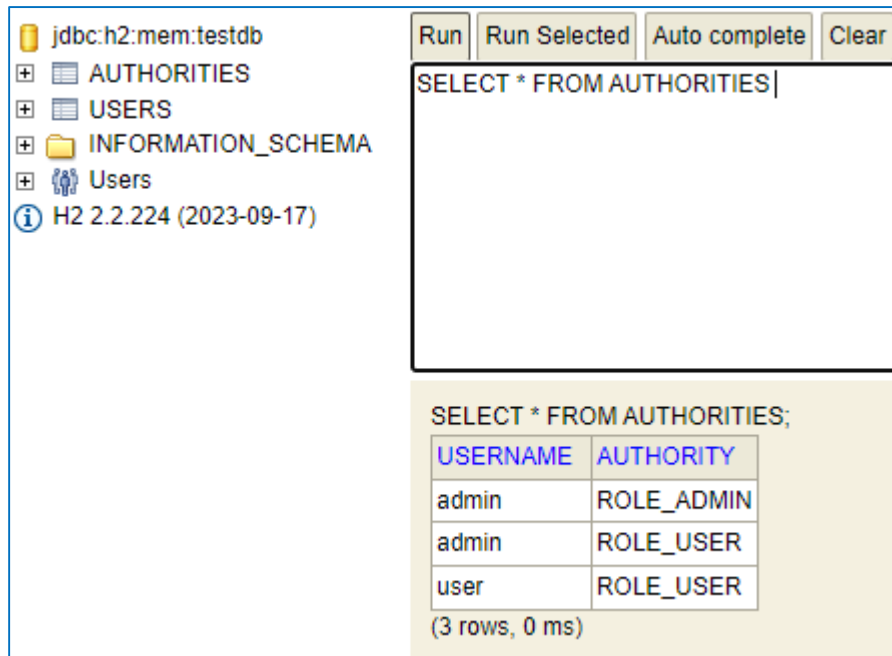 jdbc:h2:mem:testdb
AUTHORITIES
USERS
INFORMATION_SCHEMA
Users
H2 2.2.224 (2023-09-17)
Run Run Selected Auto complete Clear
SELECT * FROM AUTHORITIES
SELECT * FROM AUTHORITIES;
USERNAME AUTHORITY
admin ROLE_ADMIN
admin ROLE_USER
user ROLE_USER
(3 rows, 0 ms)